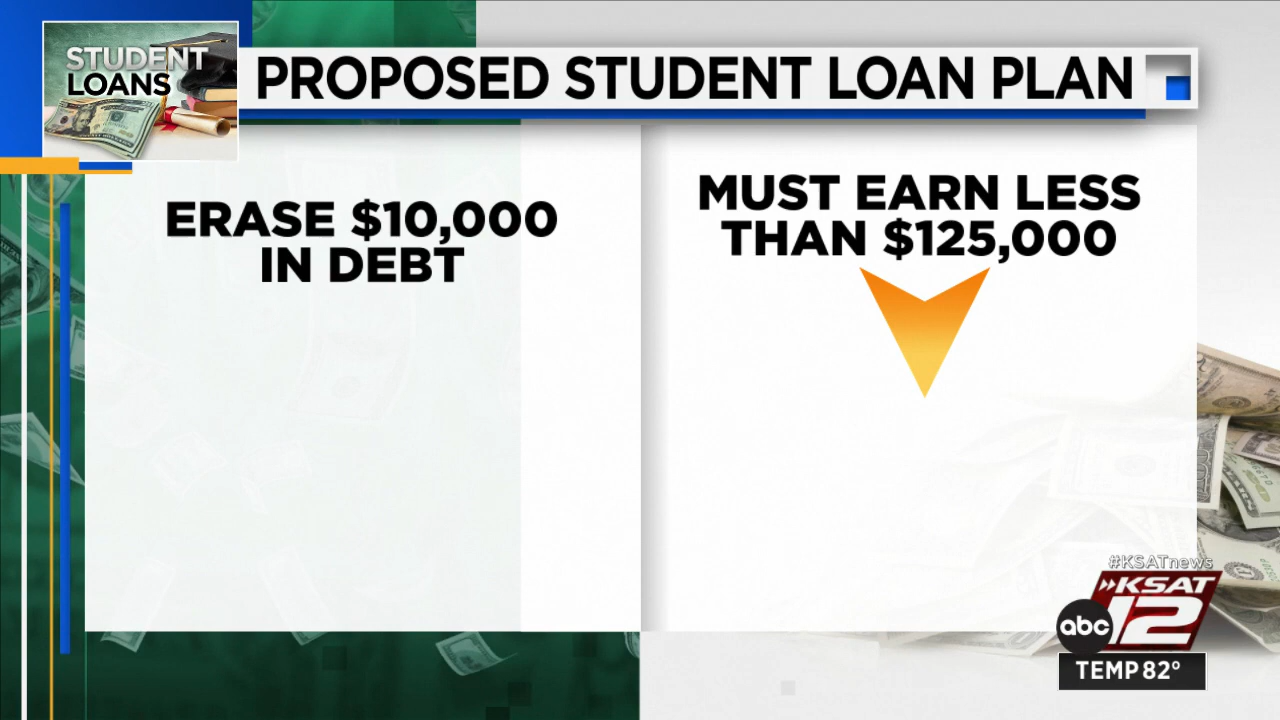 STUDENT
LOANS
PROPOSED STUDENT LOAN PLAN
ERASE $10,000
IN DEBT
MUST EARN LESS
THAN $125,000
#KSATnews
KSAT
abc 12
TEMP 82°